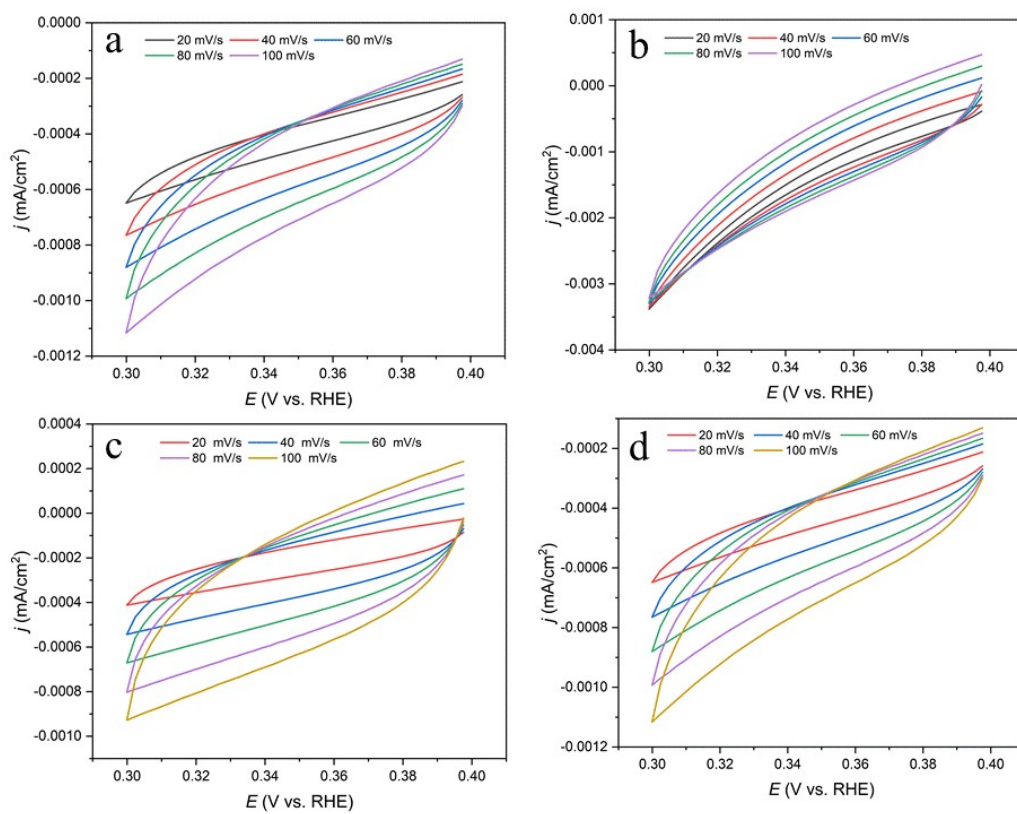 a
20 mV/s 40 mV/s 60 mV/s
80 mV/s 100 mV/s
0.0000
-0.0002
-0.0004
-0.0006
-0.0008
-0.0010
-0.0012
j (mA/cm²)
0.30 0.32 0.34 0.36 0.38 0.40
E (V vs. RHE)
b
20 mV/s 40 mV/s 60 mV/s
80 mV/s 100 mV/s
0.001
0.000
-0.001
-0.002
-0.003
-0.004
j (mA/cm²)
0.30 0.32 0.34 0.36 0.38 0.40
E (V vs. RHE)
c
20 mV/s 40 mV/s 60 mV/s
80 mV/s 100 mV/s
0.0004
0.0002
0.0000
-0.0002
-0.0004
-0.0006
-0.0008
-0.0010
j (mA/cm²)
0.30 0.32 0.34 0.36 0.38 0.40
E (V vs. RHE)
d
20 mV/s 40 mV/s 60 mV/s
80 mV/s 100 mV/s
-0.0002
-0.0004
-0.0006
-0.0008
-0.0010
-0.0012
j (mA/cm²)
0.30 0.32 0.34 0.36 0.38 0.40
E (V vs. RHE)